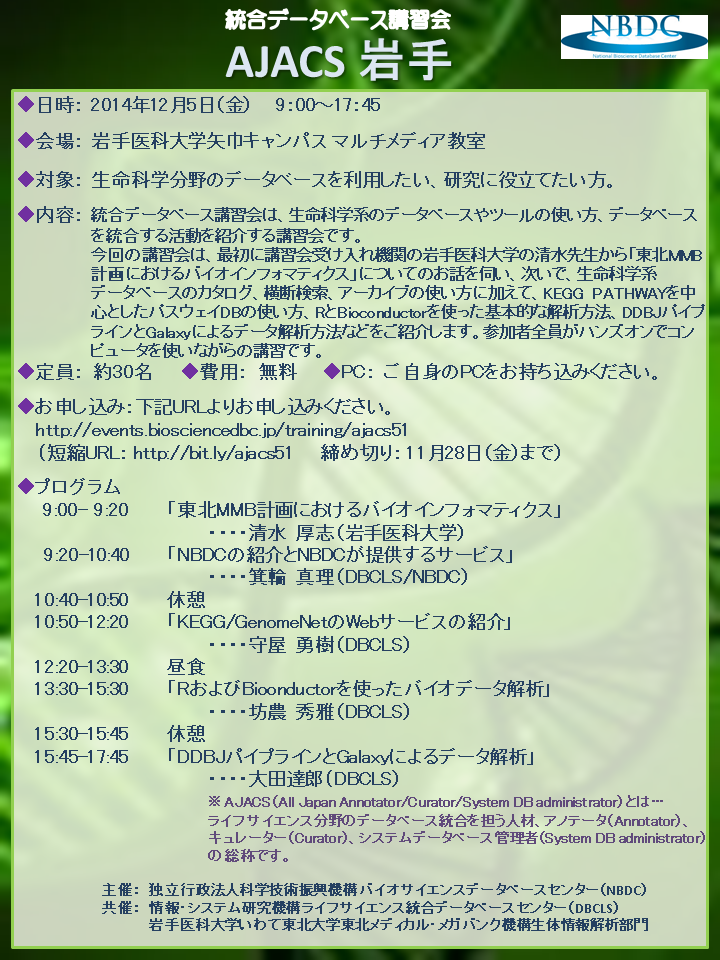 統合データベース講習会
AJACS 岩手
NBDC
National Bioscience Database Center
◆日時： 2014年12月5日（金） 9：00～17：45
◆会場： 岩手医科大学矢巾キャンパス マルチメディア教室
◆対象： 生命科学分野のデータベースを利用したい、研究に役立てたい方。
◆内容： 統合データベース講習会は、生命科学系のデータベースやツールの使い方、データベース
を統合する活動を紹介する講習会です。
今回の講習会は、最初に講習会受け入れ機関の岩手医科大学の清水先生から「東北MMB
計画におけるバイオインフォマティクス」についてのお話を伺い、次いで、生命科学系
データベースのカタログ、横断検索、アーカイブの使い方に加えて、KEGG PATHWAYを中
心としたパスウェイDBの使い方、RとBioconductorを使った基本的な解析方法、DDBJパイプ
ラインとGalaxyによるデータ解析方法などをご紹介します。参加者全員がハンズオンでコン
ピュータを使いながらの講習です。
◆定員： 約30名 ◆費用： 無料 ◆PC： ご自身のPCをお持ち込みください。
◆お申し込み：下記URLよりお申し込みください。
http://events.biosciencedbc.jp/training/ajacs51
（短縮URL： http://bit.ly/ajacs51 締め切り：11月28日（金）まで）
◆プログラム
9:00- 9:20 「東北MMB計画におけるバイオインフォマティクス」
・・・・清水 厚志（岩手医科大学）
9:20-10:40 「NBDCの紹介とNBDCが提供するサービス」
・・・・箕輪 真理（DBCLS/NBDC）
10:40-10:50 休憩
10:50-12:20 「KEGG/GenomeNetのWebサービスの紹介」
・・・・守屋 勇樹（DBCLS）
12:20-13:30 昼食
13:30-15:30 「RおよびBioonductorを使ったバイオデータ解析」
・・・・坊農 秀雅（DBCLS）
15:30-15:45 休憩
15:45-17:45 「DDBJパイプラインとGalaxyによるデータ解析」
・・・・大田達郎（DBCLS）
※ AJACS（All Japan Annotator/Curator/System DB administrator）とは…
ライフサイエンス分野のデータベース統合を担う人材、アノテータ（Annotator）、
キュレーター（Curator）、システムデータベース管理者（System DB administrator）
の総称です。
主催： 独立行政法人科学技術振興機構バイオサイエンスデータベースセンター（NBDC）
共催： 情報・システム研究機構ライフサイエンス統合データベースセンター（DBCLS）
岩手医科大学いわて東北大学東北メディカル・メガバンク機構生体情報解析部門